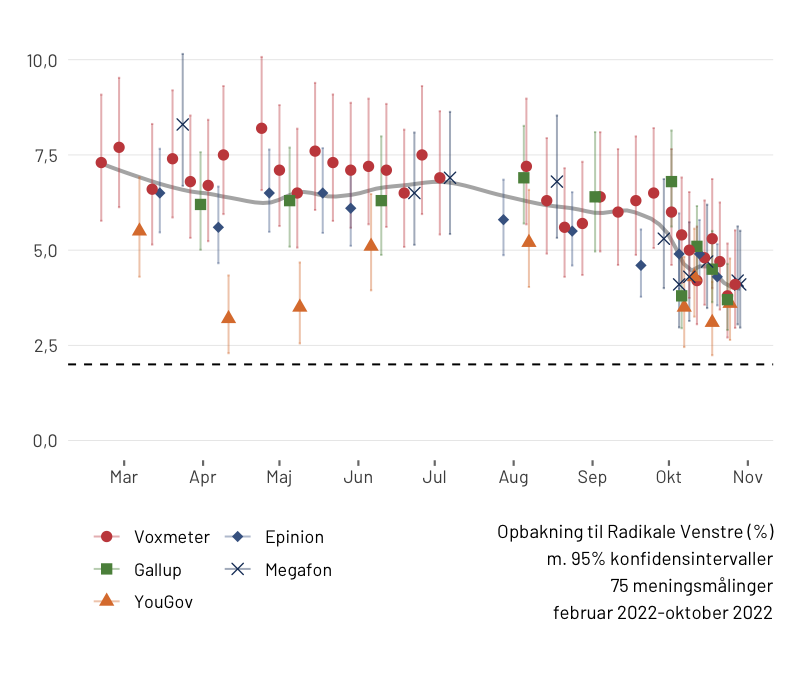 10,0
7,5
5,0
2,5
0,0
Mar Apr Maj Jun Jul Aug Sep Okt Nov
Voxmeter Epinion
Gallup Megafon
YouGov
Opbakning til Radikale Venstre (%)
m. 95% konfidensintervaller
75 meningsmålinger
februar 2022-oktober 2022